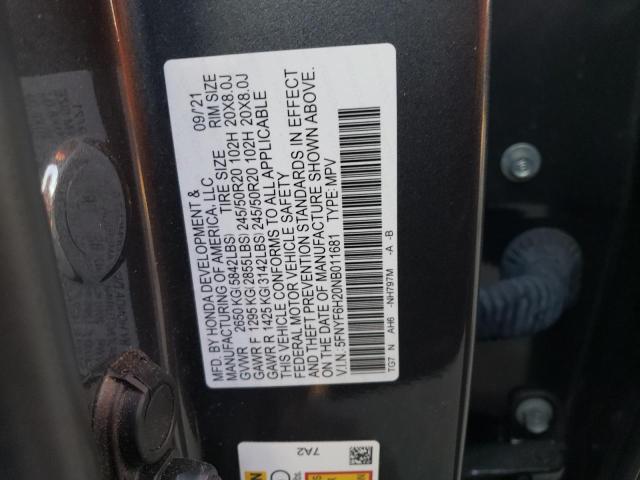 MFD. BY HONDA DEVELOPMENT & 09/'21
MANUFACTURING OF AMERICA, LLC
TIRE SIZE RIM SIZE
GVWR 2650 KG(5842LBS)
GAWR F 1295 KG(2855LBS) 245/50R20 102H 20X8.0J
GAWR R 1425 KG(3142LBS) 245/50R20 102H 20X8.0J
THIS VEHICLE CONFORMS TO ALL APPLICABLE
FEDERAL MOTOR VEHICLE SAFETY
AND THEFT PREVENTION STANDARDS IN EFFECT
ON THE DATE OF MANUFACTURE SHOWN ABOVE.
V.I.N. 5FNYF6H20NB011681 TYPE: MPV
TG7 N AH6 -NH797M -A -B
7A2